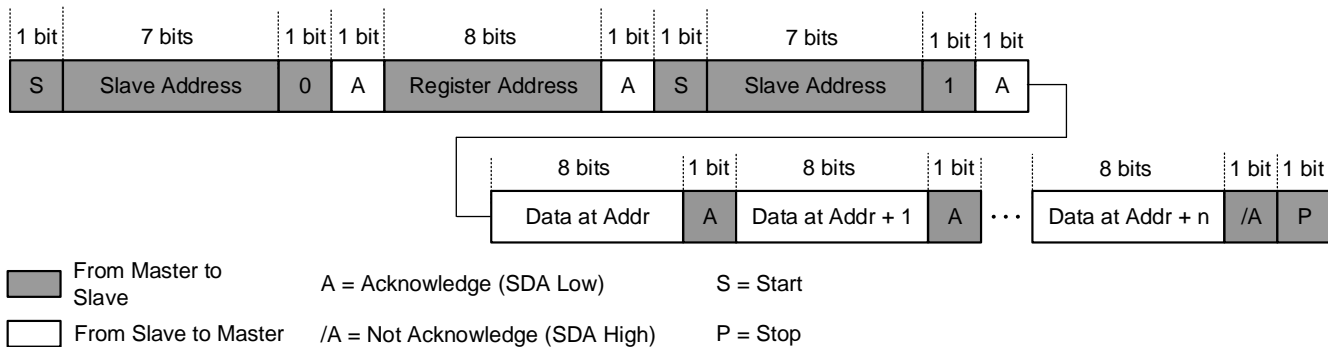 1 bit 7 bits 1 bit 1 bit 8 bits 1 bit 1 bit 7 bits 1 bit 1 bit
S Slave Address 0 A Register Address A S Slave Address 1 A
8 bits 1 bit 8 bits 1 bit 8 bits 1 bit 1 bit
Data at Addr A Data at Addr + 1 A ... Data at Addr + n /A P
From Master to
Slave
A = Acknowledge (SDA Low) S = Start
From Slave to Master /A = Not Acknowledge (SDA High) P = Stop